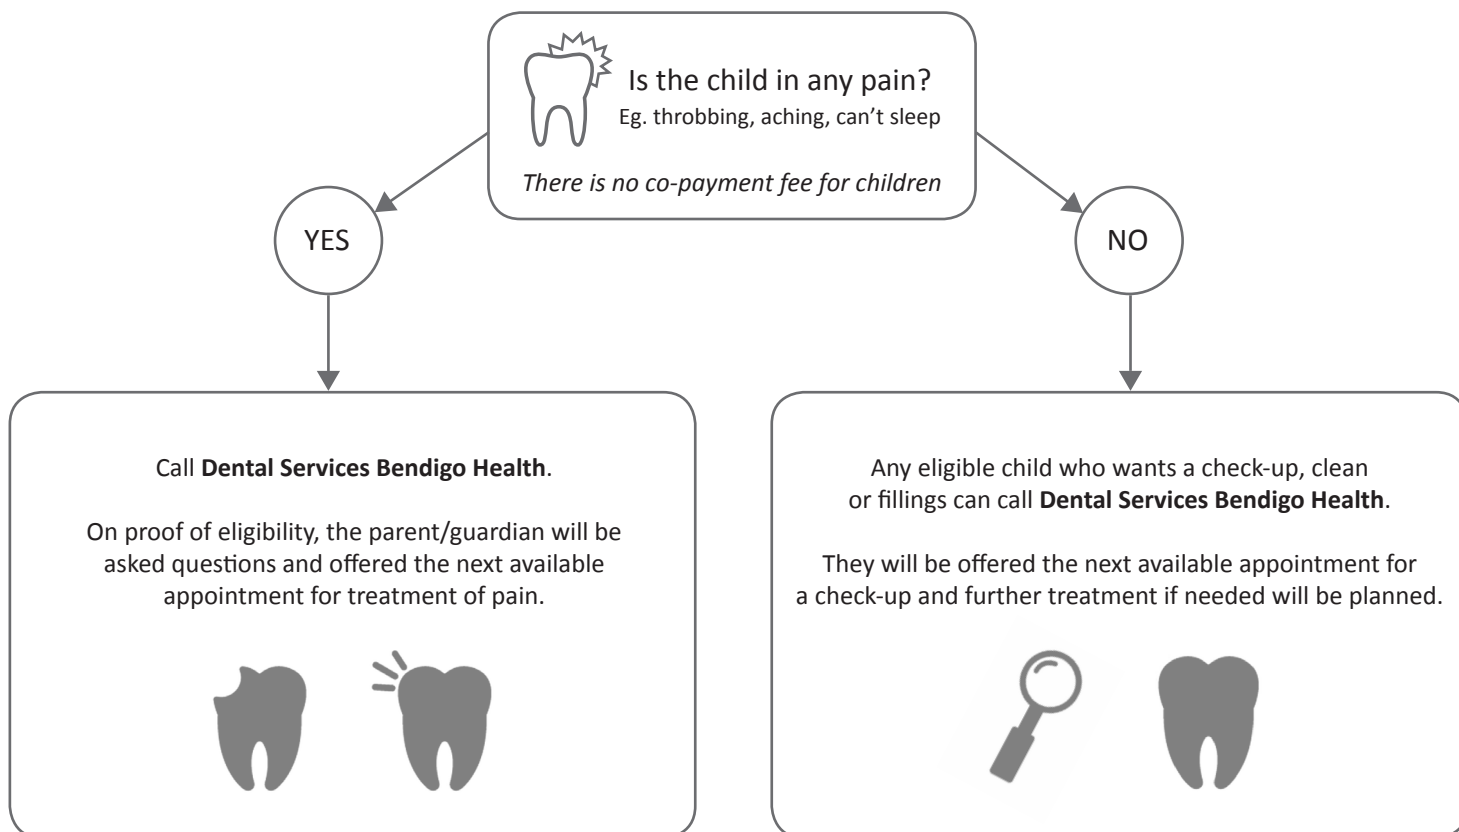 Is the child in any pain?
Eg. throbbing, aching, can't sleep
There is no co-payment fee for children
YES
NO
Call Dental Services Bendigo Health.
On proof of eligibility, the parent/guardian will be
asked questions and offered the next available
appointment for treatment of pain.
Any eligible child who wants a check-up, clean
or fillings can call Dental Services Bendigo Health.
They will be offered the next available appointment for
a check-up and further treatment if needed will be planned.